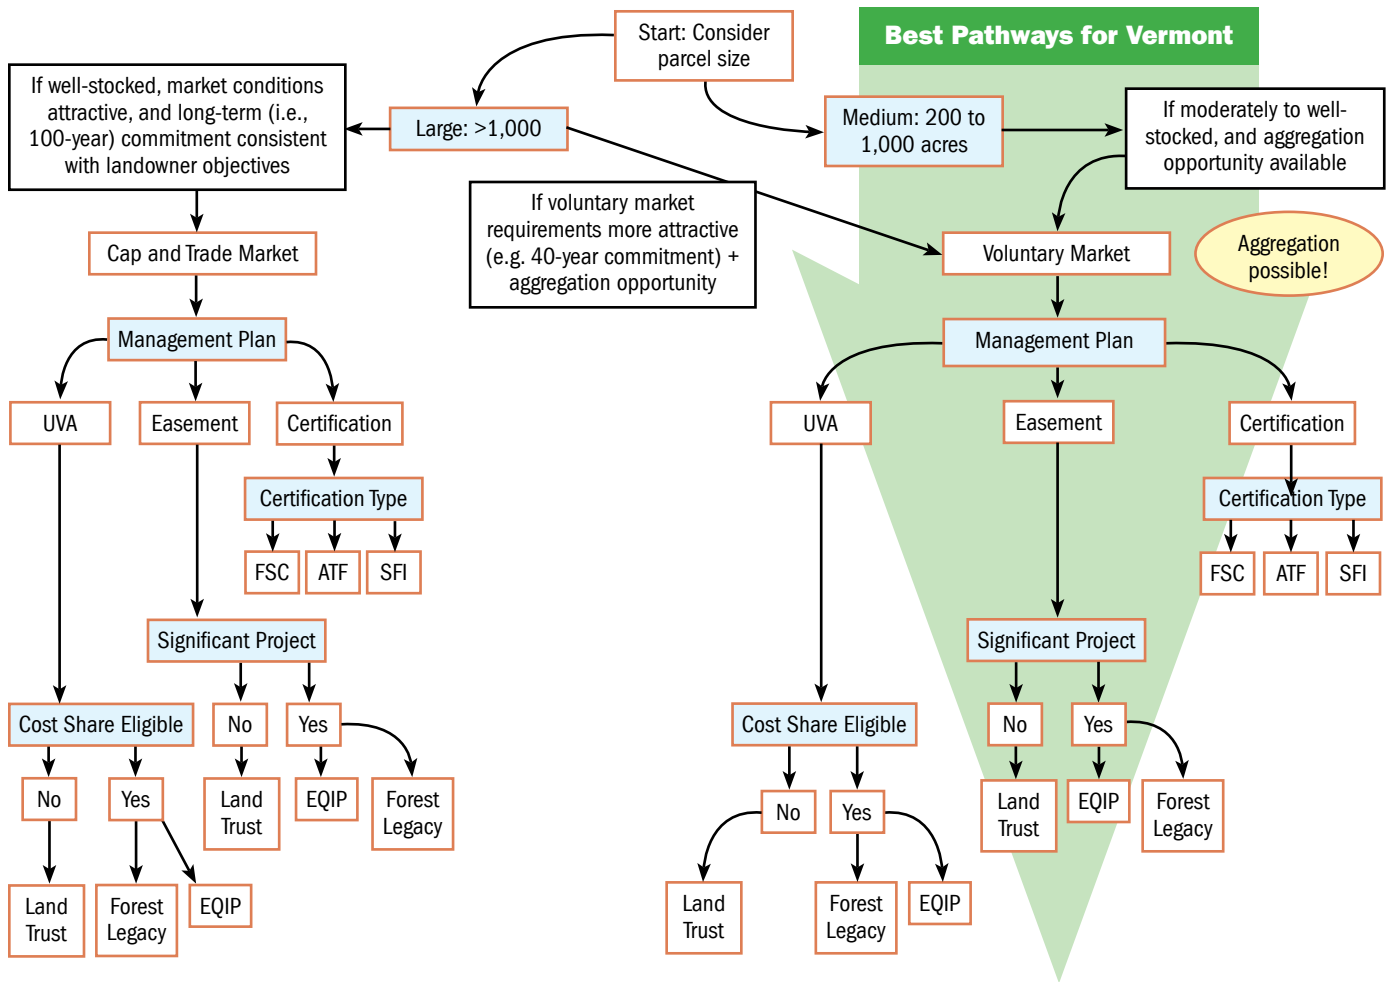 Start: Consider
parcel size
Best Pathways for Vermont
If well-stocked, market conditions
attractive, and long-term (i.e.,
100-year) commitment consistent
with landowner objectives
Large: >1,000
Medium: 200 to
1,000 acres
If moderately to well-
stocked, and aggregation
opportunity available
If voluntary market
requirements more attractive
(e.g. 40-year commitment) +
aggregation opportunity
Cap and Trade Market
Voluntary Market
Aggregation
possible!
Management Plan
UVA
Easement
Certification
Certification Type
FSC
ATF
SFI
Significant Project
Cost Share Eligible
No
Yes
No
Yes
Land
Trust
EQIP
Forest
Legacy
Land
Trust
Forest
Legacy
EQIP
Management Plan
UVA
Easement
Certification
Certification Type
FSC
ATF
SFI
Significant Project
Cost Share Eligible
No
Yes
No
Yes
Land
Trust
EQIP
Forest
Legacy
Land
Trust
Forest
Legacy
EQIP